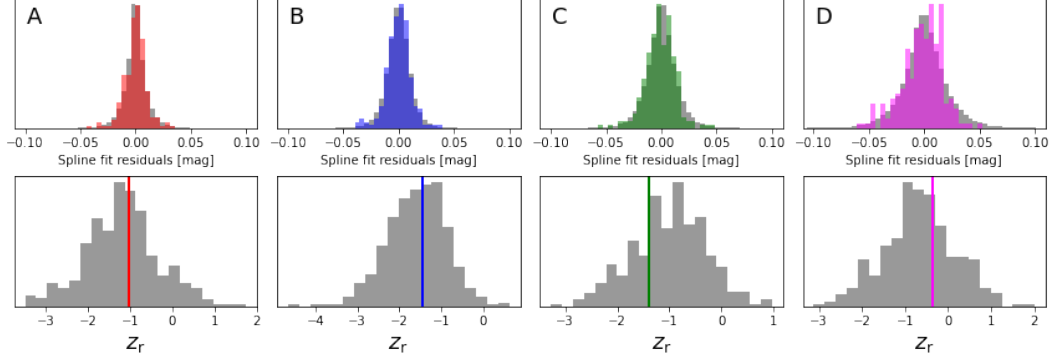 A
B
C
D
−0.10 −0.05 0.00 0.05 0.10
−0.10 −0.05 0.00 0.05 0.10
−0.10 −0.05 0.00 0.05 0.10
−0.10 −0.05 0.00 0.05 0.10
Spline fit residuals [mag]
Spline fit residuals [mag]
Spline fit residuals [mag]
Spline fit residuals [mag]
−3 −2 −1 0 1 2
−4 −3 −2 −1 0
−3 −2 −1 0 1
−3 −2 −1 0 1 2
zr
zr
zr
zr